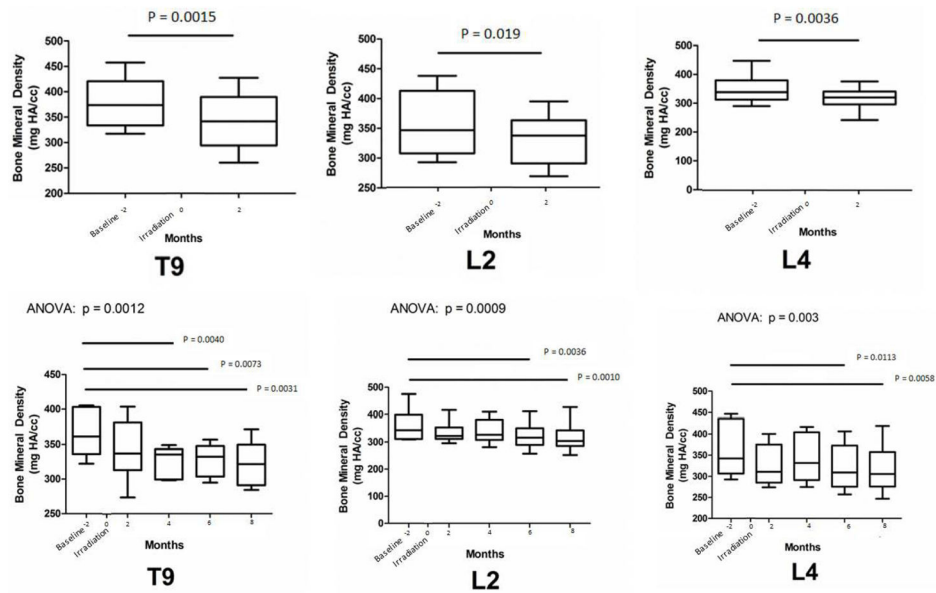 P = 0.0015
500
450
400
350
300
250
200
Bone Mineral Density
(mg HA/cc)
Baseline -2
Irradiation 0
2
Months
T9
P = 0.019
500
450
400
350
300
250
Bone Mineral Density
(mg HA/cc)
Baseline -2
Irradiation 0
2
Months
L2
P = 0.0036
500
400
300
200
100
0
Bone Mineral Density
(mg HA/cc)
Baseline -2
Irradiation 0
2
Months
L4
ANOVA: p = 0.0012
P = 0.0040
P = 0.0073
P = 0.0031
450
400
350
300
250
Bone Mineral Density
(mg HA/cc)
Baseline -2
Irradiation 0
2
4
6
8
Months
T9
ANOVA: p = 0.0009
P = 0.0036
P = 0.0010
500
400
300
200
100
0
Bone Mineral Density
(mg HA/cc)
Baseline -2
Irradiation 0
2
4
6
8
Months
L2
ANOVA: p = 0.003
P = 0.0113
P = 0.0058
500
450
400
350
300
250
200
Bone Mineral Density
(mg HA/cc)
Baseline -2
Irradiation 0
2
4
6
8
Months
L4